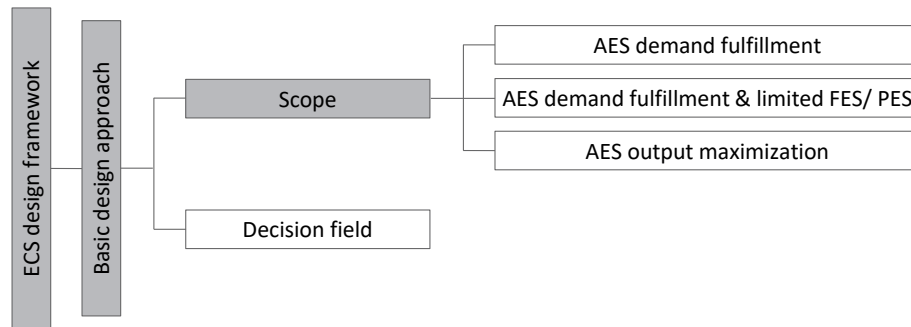 ECS design framework
Basic design approach
Scope
Decision field
AES demand fulfillment
AES demand fulfillment & limited FES/ PES
AES output maximization